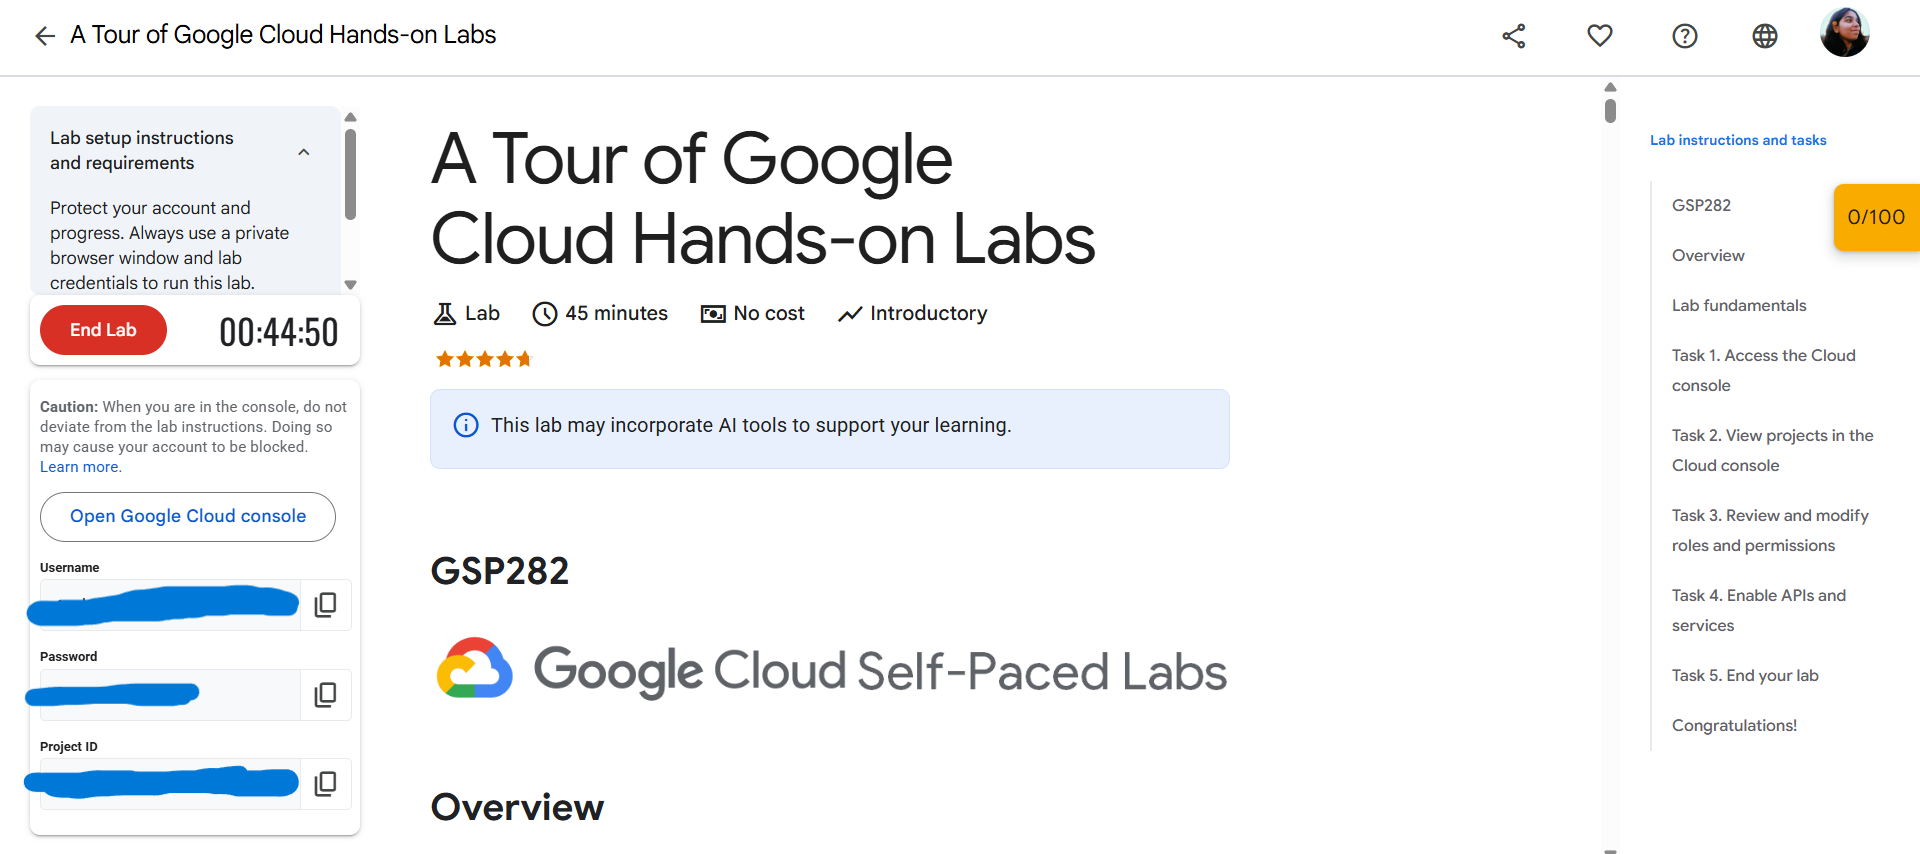 A Tour of Google Cloud Hands-on Labs
Lab setup instructions
and requirements
Protect your account and
progress. Always use a private
browser window and lab
credentials to run this lab.
End Lab
00:44:50
Caution: When you are in the console, do not
deviate from the lab instructions. Doing so
may cause your account to be blocked.
Learn more.
Open Google Cloud console
Username
Password
Project ID
A Tour of Google
Cloud Hands-on Labs
Lab
45 minutes
No cost
Introductory
This lab may incorporate AI tools to support your learning.
GSP282
Google Cloud Self-Paced Labs
Overview
Lab instructions and tasks
GSP282
0/100
Overview
Lab fundamentals
Task 1. Access the Cloud
console
Task 2. View projects in the
Cloud console
Task 3. Review and modify
roles and permissions
Task 4. Enable APIs and
services
Task 5. End your lab
Congratulations!